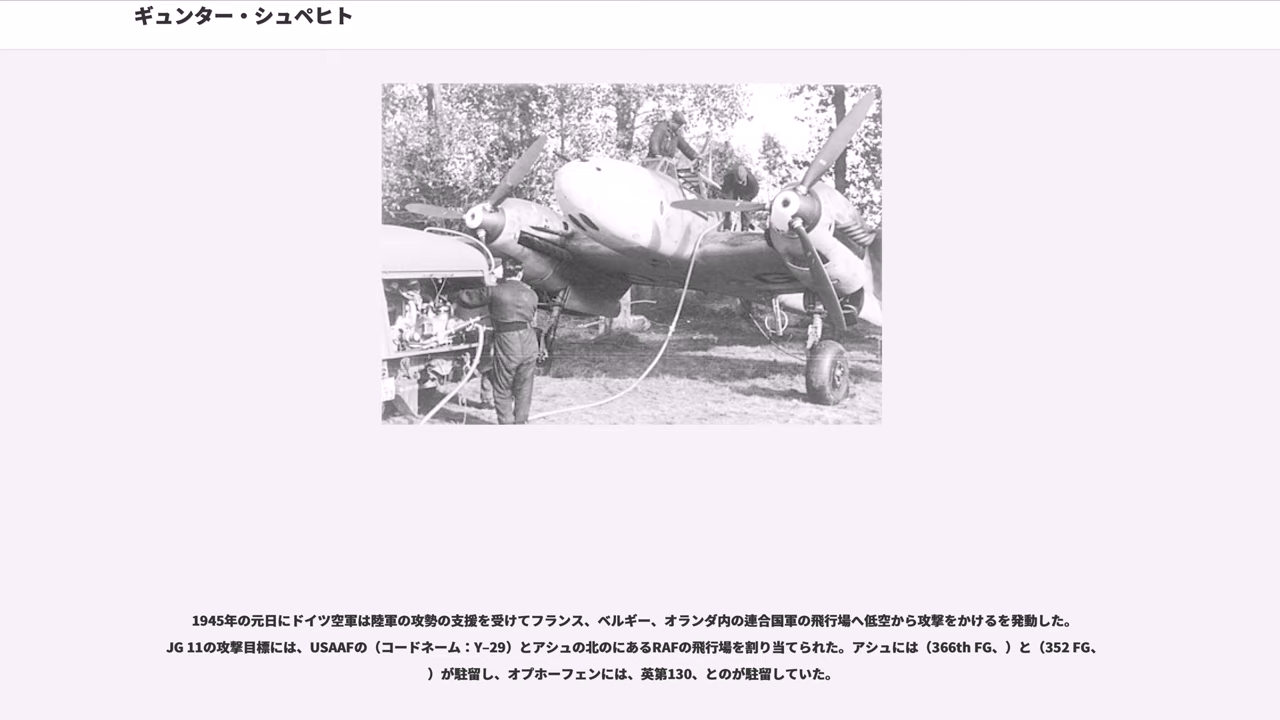 ギュンター・シュペヒト
1945年の元日にドイツ空軍は陸軍の攻勢の支援を受けてフランス、ベルギー、オランダ内の連合国軍の飛行場へ低空から攻撃をかけるを発動した。
JG 11の攻撃目標には、USAAFの（コードネーム：Y–29）とアシュの北のにあるRAFの飛行場を割り当てられた。アシュには（366th FG、）と（352 FG、
）が駐留し、オプホーフェンには、英第130、とのが駐留していた。